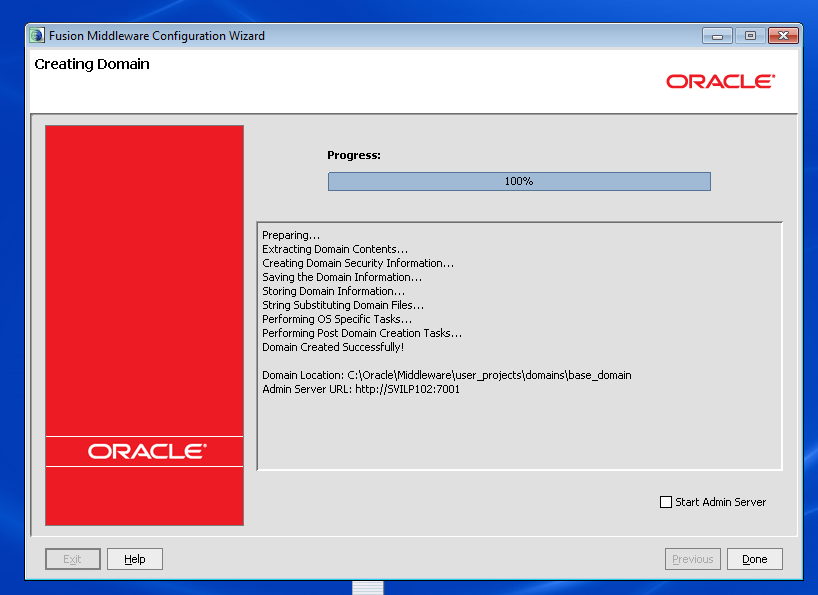 Fusion Middleware Configuration Wizard
Creating Domain
ORACLE
Progress:
100%
Preparing...
Extracting Domain Contents...
Creating Domain Security Information...
Saving the Domain Information...
Storing Domain Information...
String Substituting Domain Files...
Performing OS Specific Tasks...
Performing Post Domain Creation Tasks...
Domain Created Successfully!
Domain Location: C:\Oracle\Middleware\user_projects\domains\base_domain
Admin Server URL: http://SVILP102:7001
ORACLE
Start Admin Server
Exit
Help
Previous
Done